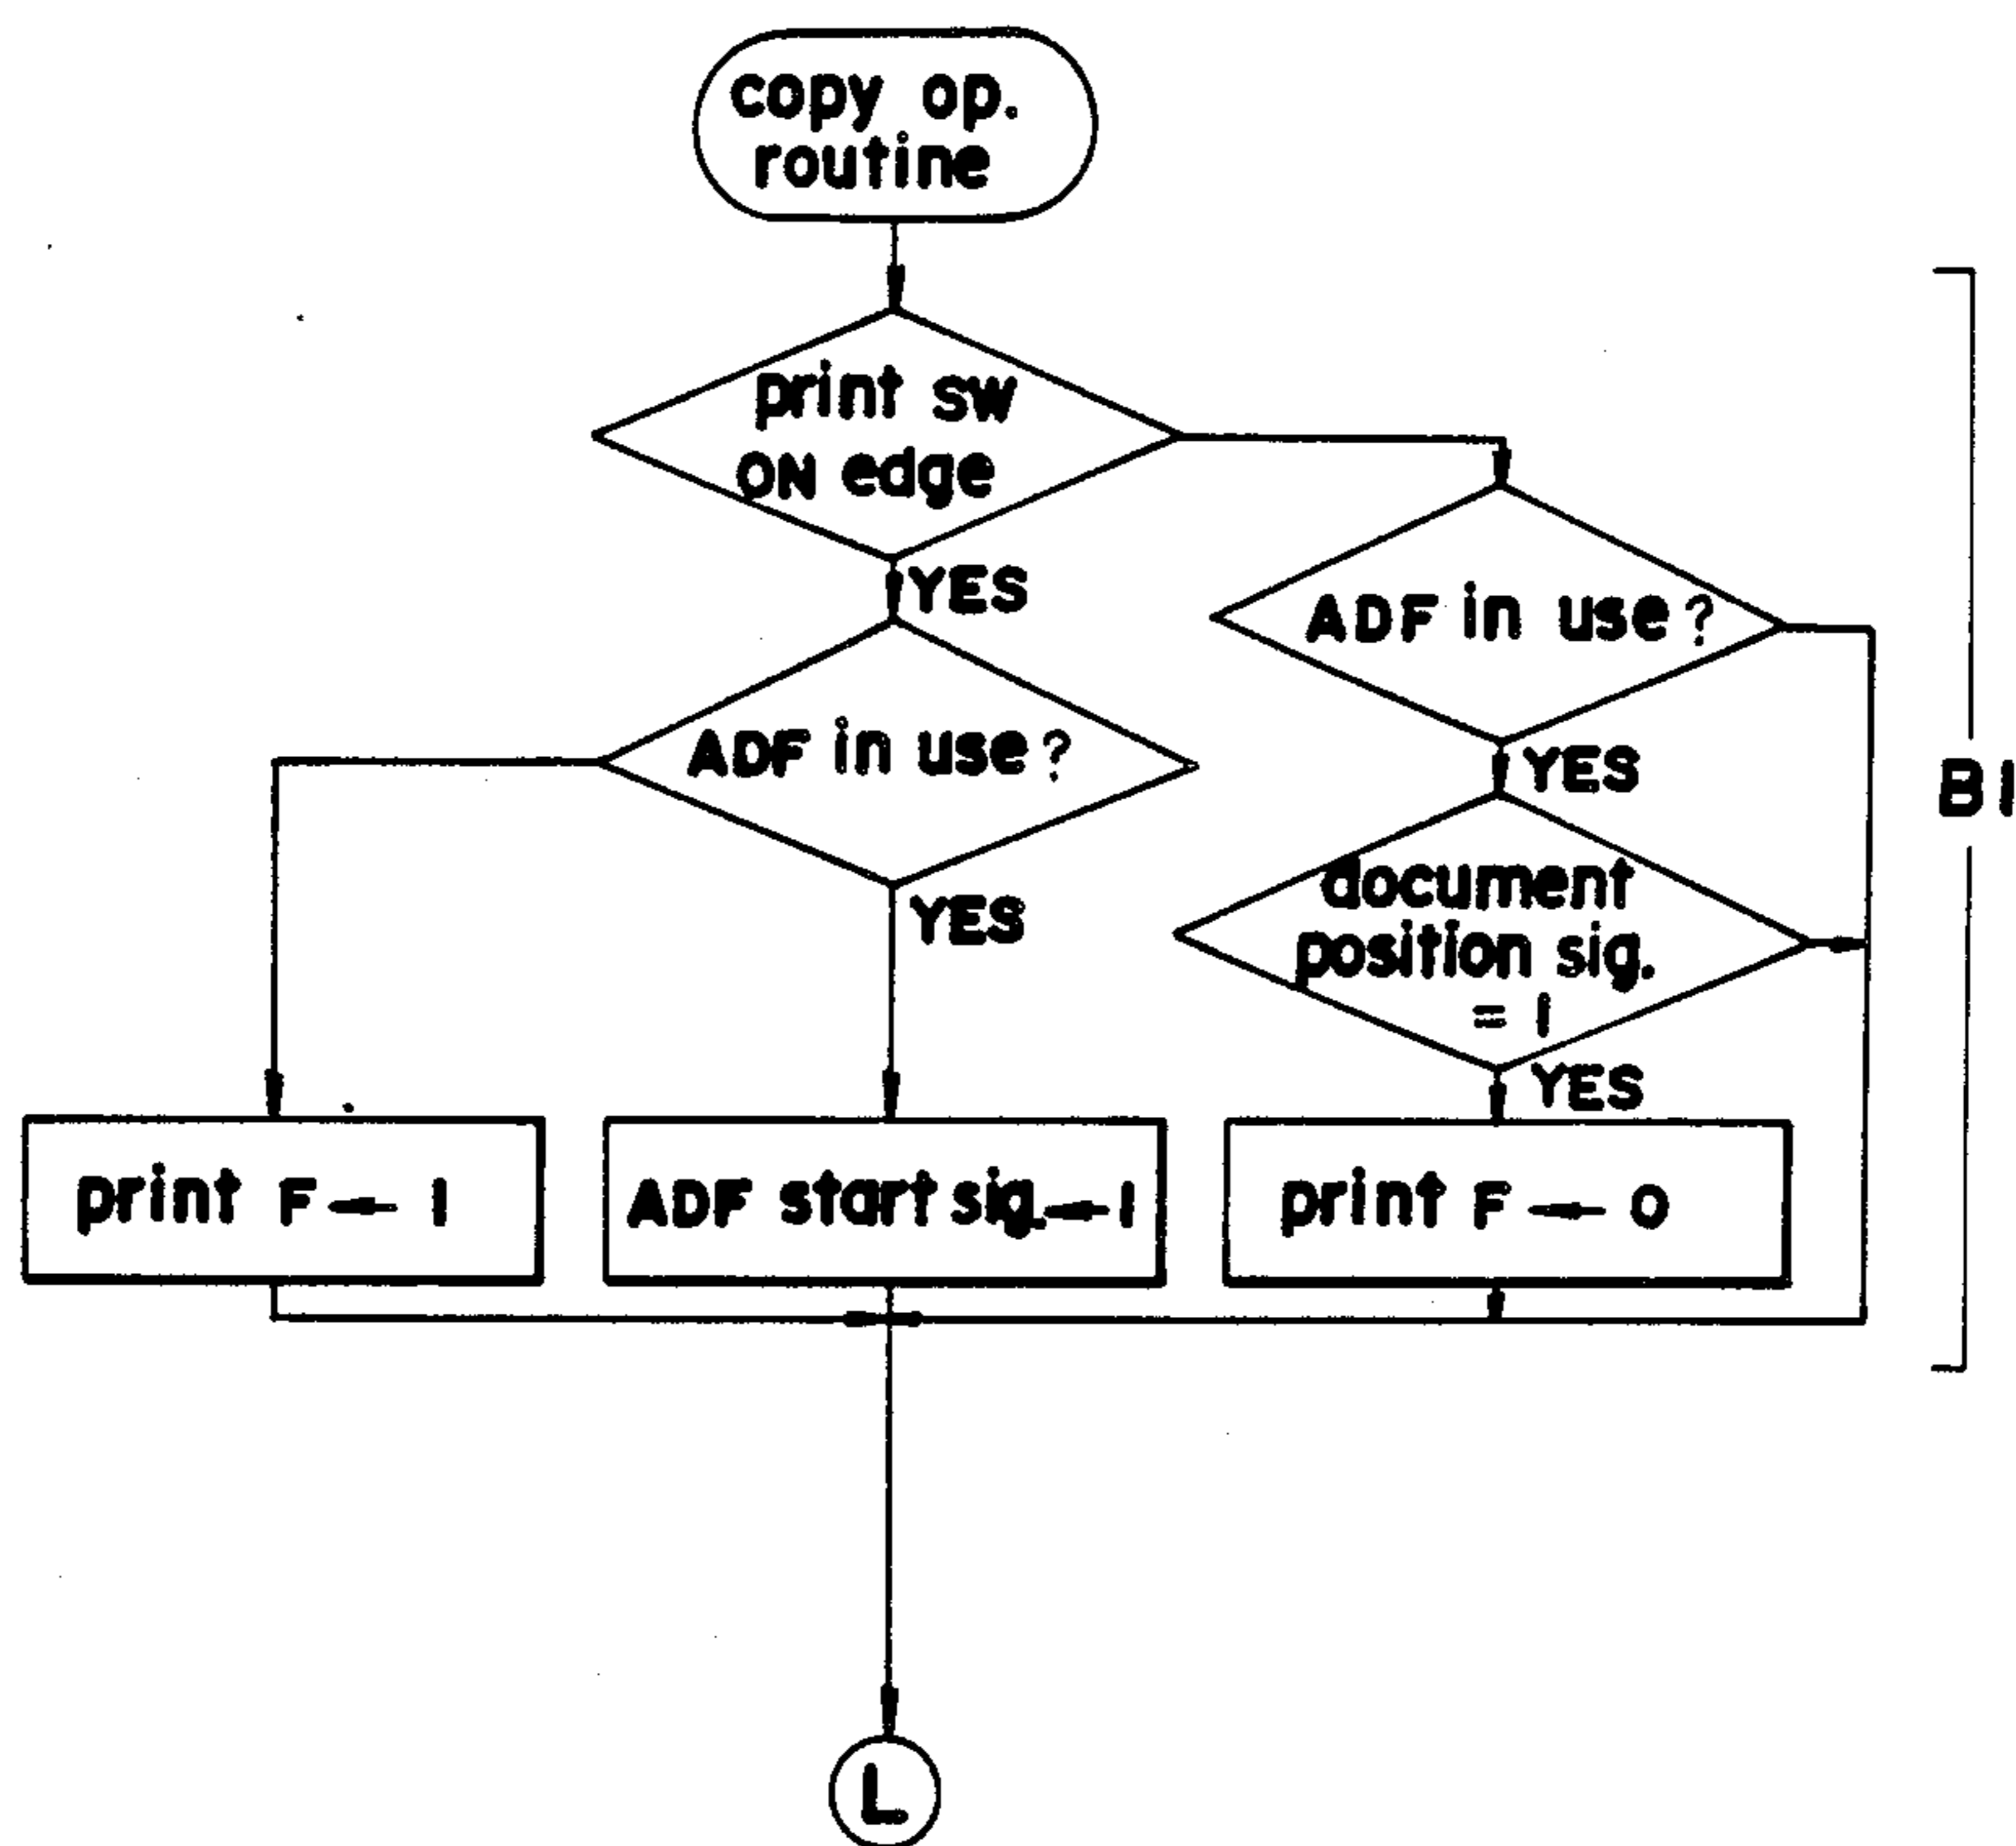 copy op.
routine
print SW
ON edge
YES
ADF in use?
ADF in use?
YES
YES
document
position sig.
= 1
YES
B1
print F ← 1
ADF start sig. ← 1
print F ← 0
L